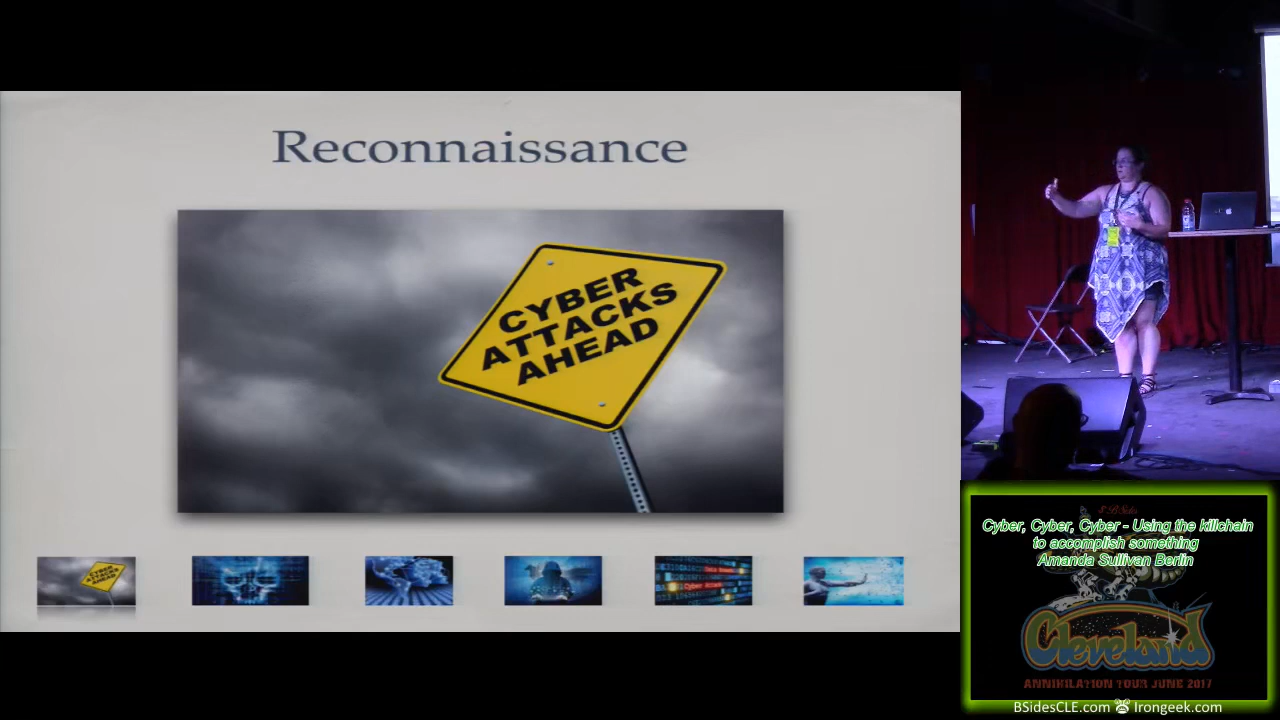 Reconnaissance
CYBER
ATTACKS
AHEAD
Cyber, Cyber, Cyber - Using the killchain
to accomplish something
Amanda Sullivan Berlin
Cleveland
ANNIHILATION TOUR JUNE 2017
BSidesCLE.com
Irongeek.com